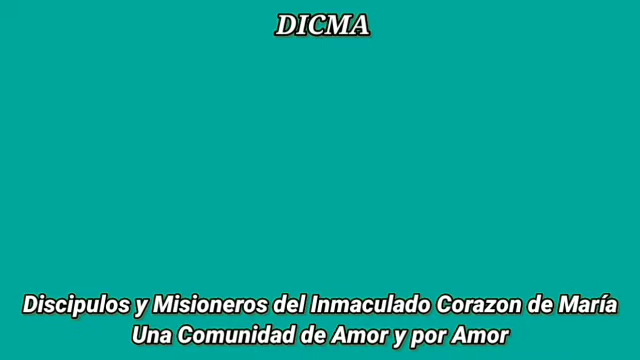 DICMA
Discipulos y Misioneros del Inmaculado Corazon de María
Una Comunidad de Amor y por Amor